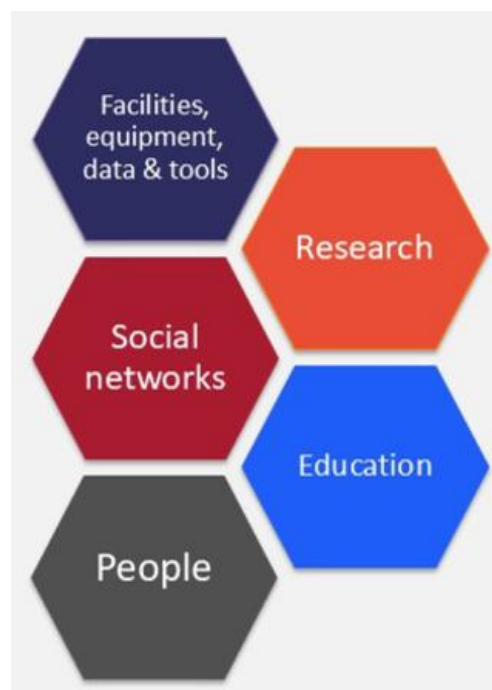 Facilities,
equipment,
data & tools
Research
Social
networks
Education
People